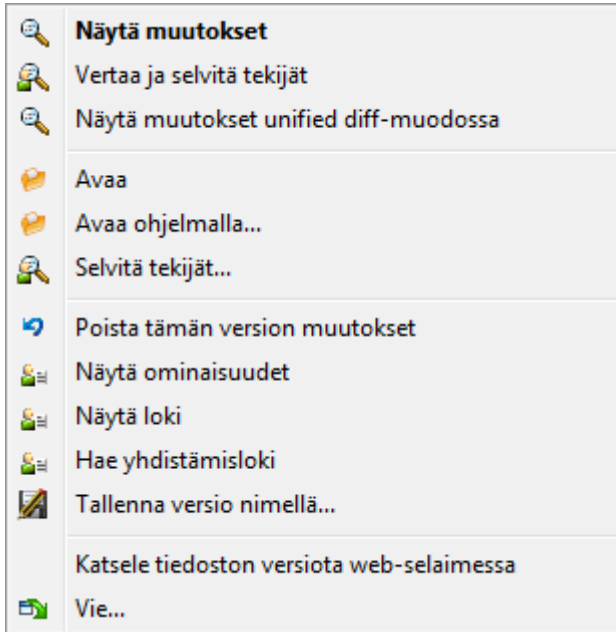 Näytä muutokset
Vertaa ja selvitä tekijät
Näytä muutokset unified diff-muodossa
Avaa
Avaa ohjelmalla...
Selvitä tekijät...
Poista tämän version muutokset
Näytä ominaisuudet
Näytä loki
Hae yhdistämisloki
Tallenna versio nimellä...
Katsele tiedoston versiota web-selaimessa
Vie...